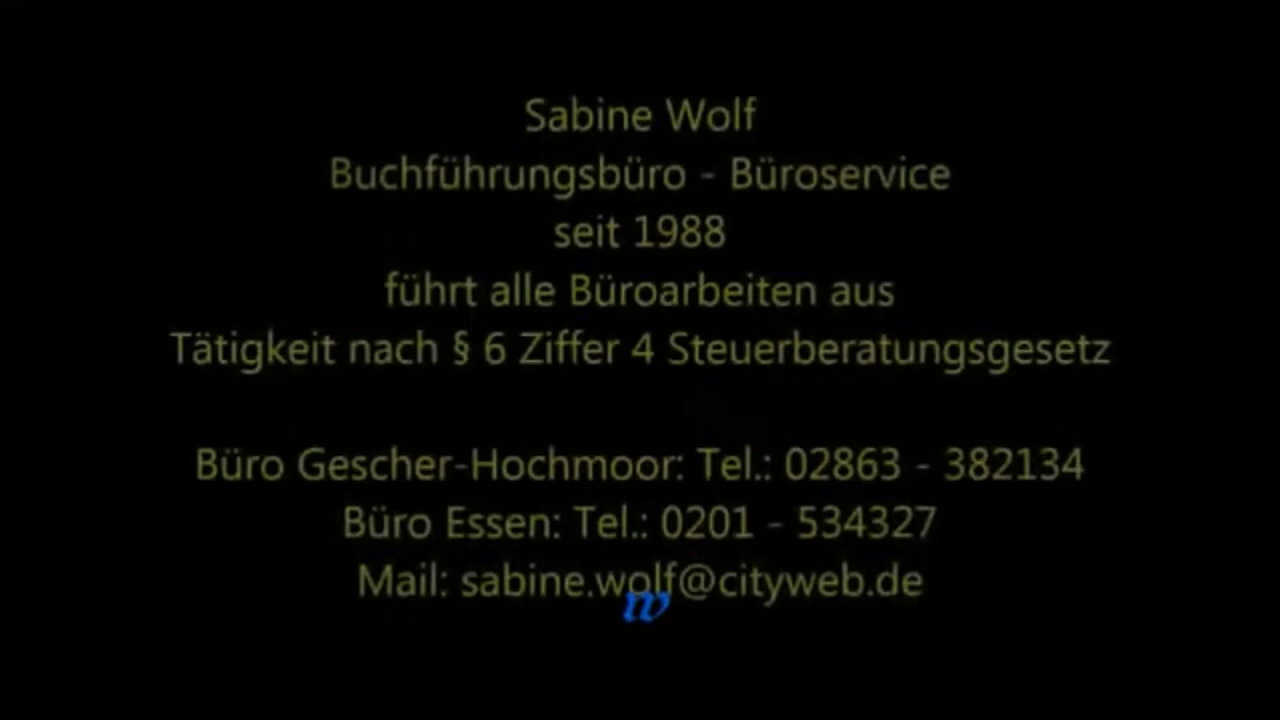 Sabine Wolf
Buchführungsbüro - Büroservice
seit 1988
führt alle Büroarbeiten aus
Tätigkeit nach § 6 Ziffer 4 Steuerberatungsgesetz
Büro Gescher-Hochmoor: Tel.: 02863 - 382134
Büro Essen: Tel.: 0201 - 534327
Mail: sabine.wolf@cityweb.de
w